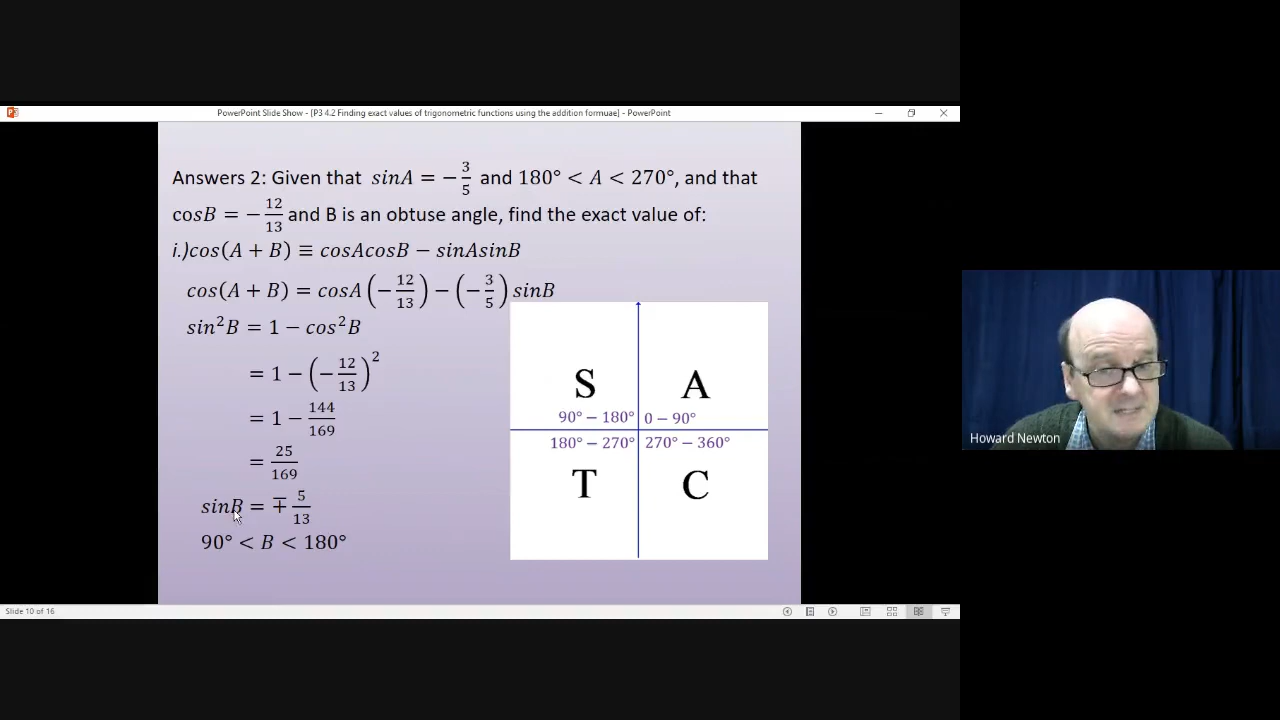 PowerPoint Slide Show - [P3 4.2 Finding exact values of trigonometric functions using the addition formuae] - PowerPoint
Answers 2: Given that sinA = −3/5 and 180° < A < 270°, and that
cosB = −12/13 and B is an obtuse angle, find the exact value of:
i.)cos(A + B) ≡ cosAcosB − sinAsinB
cos(A + B) = cosA(−12/13) − (−3/5)sinB
sin²B = 1 − cos²B
= 1 − (−12/13)²
= 1 − 144/169
= 25/169
sinB = ∓5/13
90° < B < 180°
S A
90° − 180° 0 − 90°
180° − 270° 270° − 360°
T C
Howard Newton
Slide 10 of 16